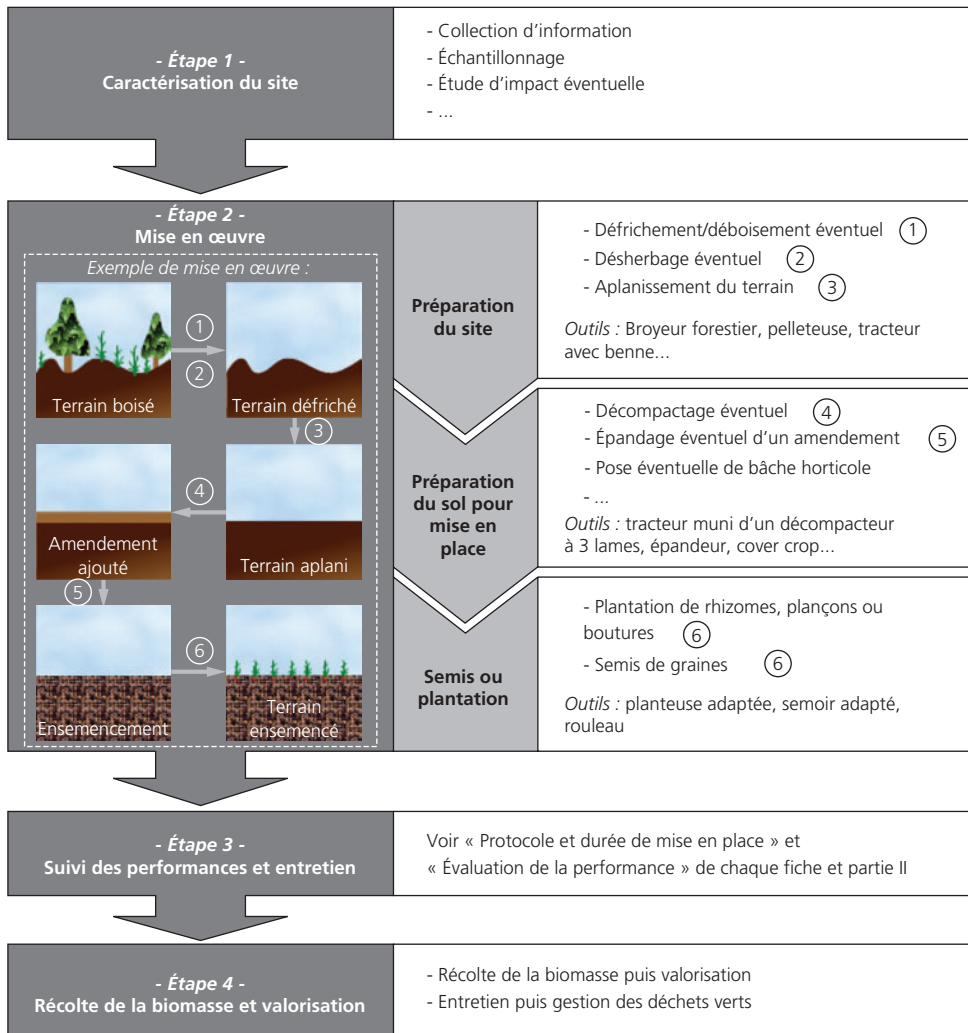 - Étape 1 -
Caractérisation du site
- Collection d'information
- Échantillonnage
- Étude d'impact éventuelle
- ...
- Étape 2 -
Mise en œuvre
Exemple de mise en œuvre :
1
2
Terrain boisé
Terrain défriché
3
4
Amendement
ajouté
Terrain aplani
5
6
Ensemencement
Terrain
ensemencé
Préparation
du site
- Défrichement/déboisement éventuel 1
- Désherbage éventuel 2
- Aplanissement du terrain 3
Outils : Broyeur forestier, pelleteuse, tracteur
avec benne...
Préparation
du sol pour
mise en
place
- Décompactage éventuel 4
- Épandage éventuel d'un amendement 5
- Pose éventuelle de bâche horticole
- ...
Outils : tracteur muni d'un décompacteur
à 3 lames, épandeur, cover crop...
Semis ou
plantation
- Plantation de rhizomes, plançons ou
boutures 6
- Semis de graines 6
Outils : planteuse adaptée, semoir adapté,
rouleau
- Étape 3 -
Suivi des performances et entretien
Voir « Protocole et durée de mise en place » et
« Évaluation de la performance » de chaque fiche et partie II
- Étape 4 -
Récolte de la biomasse et valorisation
- Récolte de la biomasse puis valorisation
- Entretien puis gestion des déchets verts